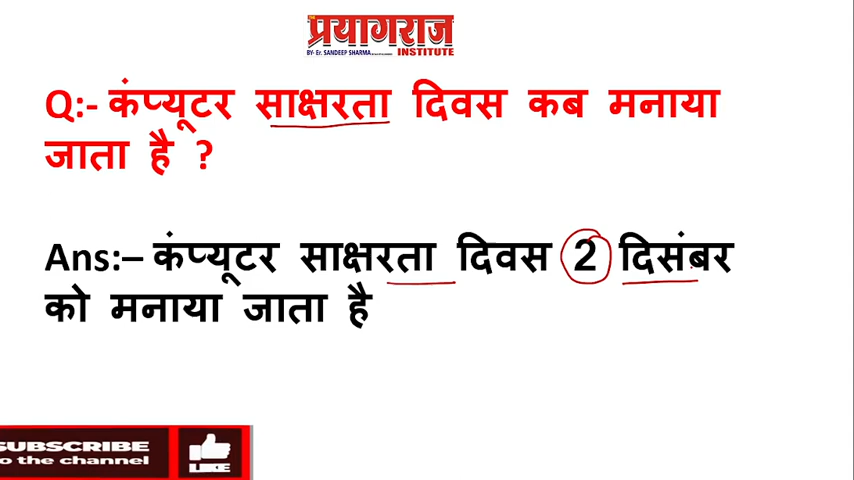 प्रयागराज
BY- Er. SANDEEP SHARMA
INSTITUTE
Q:- कंप्यूटर साक्षरता दिवस कब मनाया
जाता है ?
Ans:– कंप्यूटर साक्षरता दिवस 2 दिसंबर
को मनाया जाता है
SUBSCRIBE
to the channel
LIKE